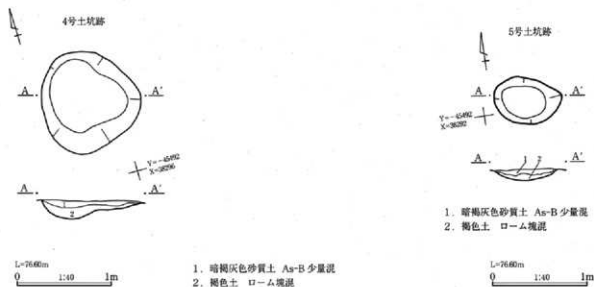 4号土坑跡
A
A'
Y=-45492
X=38296
A
A'
2
L=76.60m
0
1:40
1m
1. 暗褐灰色砂質土 As-B少量混
2. 褐色土 ローム塊混
5号土坑跡
A
A'
Y=-45492
X=38292
A
1
2
A'
1. 暗褐灰色砂質土 As-B少量混
2. 褐色土 ローム塊混
L=76.60m
0
1:40
1m